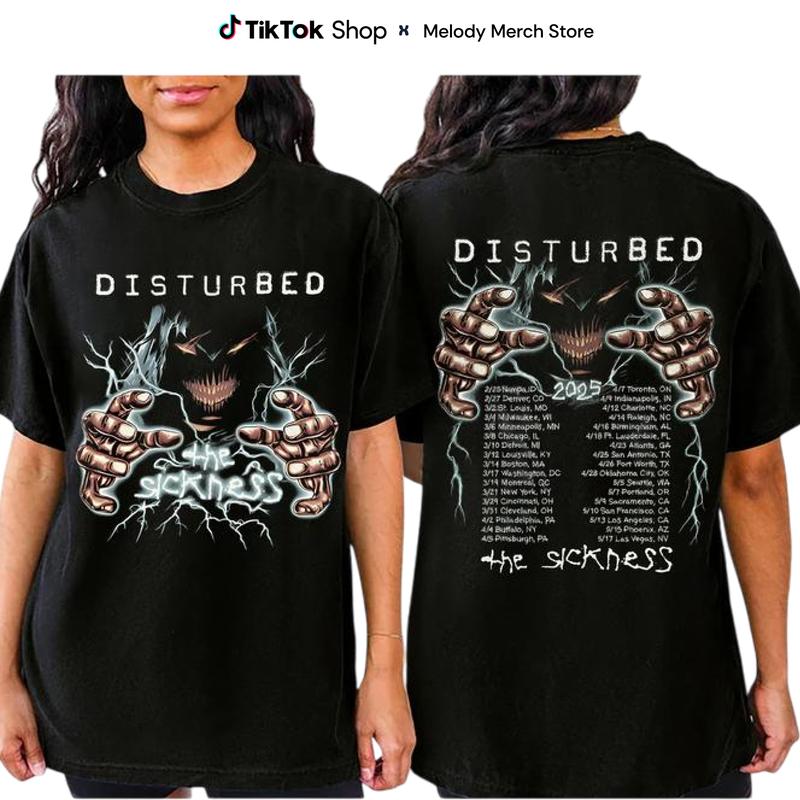 TikTok Shop × Melody Merch Store
DISTURBED
the
sickness
DISTURBED
2025
2/25 Nampa, ID
2/27 Denver, CO
3/2 St. Louis, MO
3/4 Milwaukee, WI
3/6 Minneapolis, MN
3/8 Chicago, IL
3/10 Detroit, MI
3/12 Louisville, KY
3/14 Boston, MA
3/17 Washington, DC
3/19 Montreal, QC
3/21 New York, NY
3/29 Cincinnati, OH
3/31 Cleveland, OH
4/2 Philadelphia, PA
4/4 Buffalo, NY
4/5 Pittsburgh, PA
4/7 Toronto, ON
4/9 Indianapolis, IN
4/12 Charlotte, NC
4/14 Raleigh, NC
4/16 Birmingham, AL
4/18 Ft. Lauderdale, FL
4/23 Atlanta, GA
4/25 San Antonio, TX
4/26 Fort Worth, TX
4/28 Oklahoma City, OK
5/5 Seattle, WA
5/7 Portland, OR
5/9 Sacramento, CA
5/10 San Francisco, CA
5/13 Los Angeles, CA
5/15 Phoenix, AZ
5/17 Las Vegas, NV
the sickness